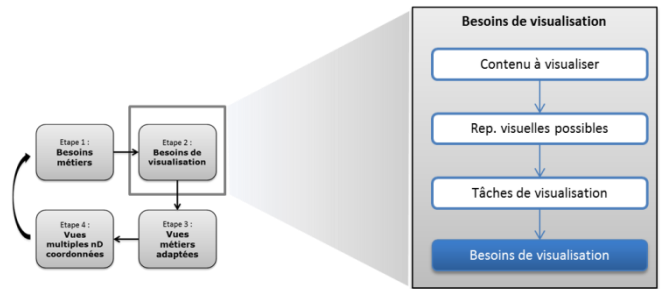 Etape 1 :
Besoins
métiers
Etape 2 :
Besoins de
visualisation
Etape 4 :
Vues
multiples nD
coordonnées
Etape 3 :
Vues
métiers
adaptées
Besoins de visualisation
Contenu à visualiser
Rep. visuelles possibles
Tâches de visualisation
Besoins de visualisation